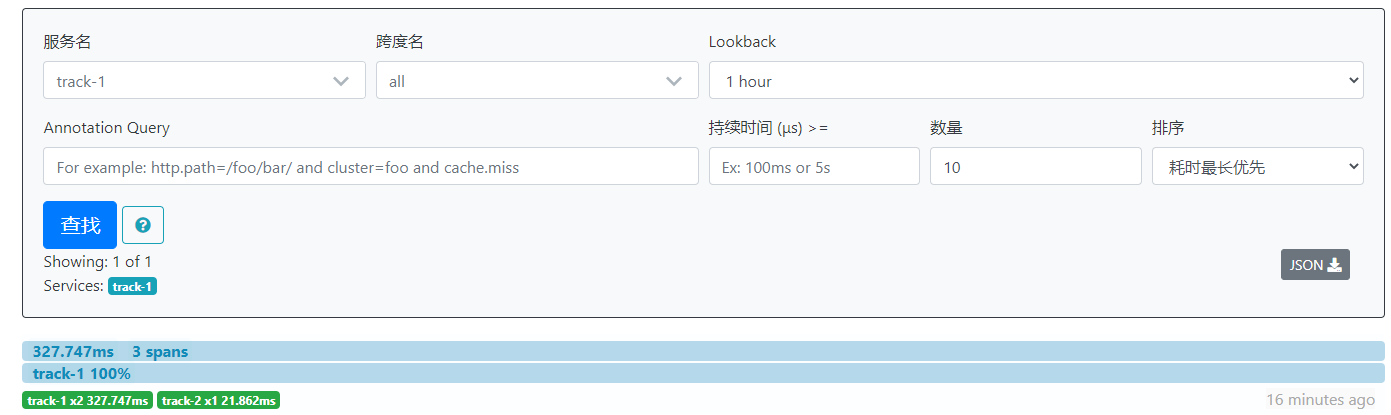 服务名 跨度名 Lookback
track-1 all 1 hour
Annotation Query 持续时间 (μs) >= 数量 排序
For example: http.path=/foo/bar/ and cluster=foo and cache.miss Ex: 100ms or 5s 10 耗时最长优先
查找 ?
Showing: 1 of 1
JSON
Services: track-1
327.747ms 3 spans
track-1 100%
track-1 x2 327.747ms track-2 x1 21.862ms 16 minutes ago